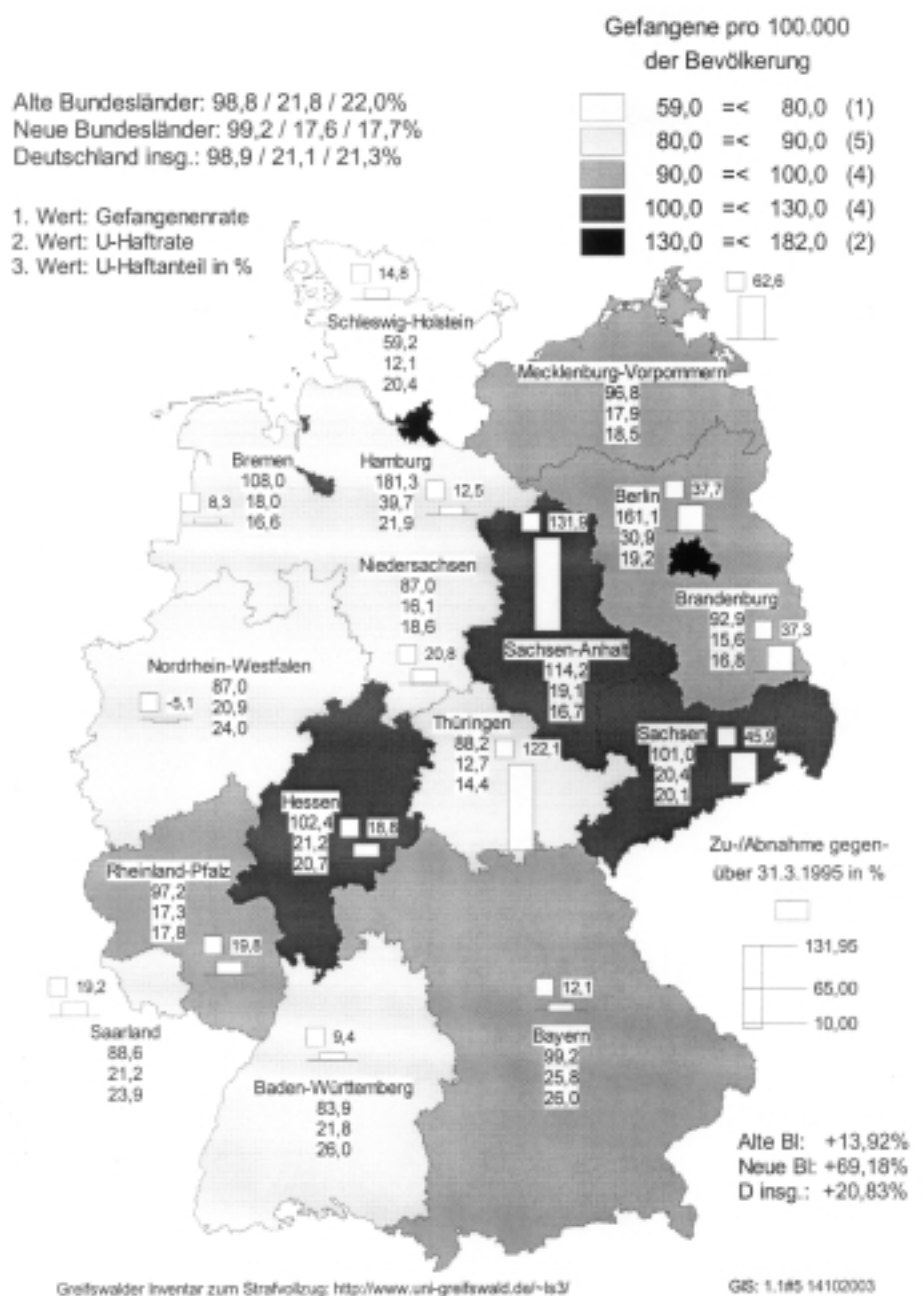 Gefangene pro 100.000
der Bevölkerung
59,0 =< 80,0 (1)
80,0 =< 90,0 (5)
90,0 =< 100,0 (4)
100,0 =< 130,0 (4)
130,0 =< 182,0 (2)
Alte Bundesländer: 98,8 / 21,8 / 22,0%
Neue Bundesländer: 99,2 / 17,6 / 17,7%
Deutschland insg.: 98,9 / 21,1 / 21,3%
1. Wert: Gefangenenrate
2. Wert: U-Haftrate
3. Wert: U-Haftanteil in %
14,8
Schleswig-Holstein
59,2
12,1
20,4
62,6
Mecklenburg-Vorpommern
96,8
17,9
18,5
Bremen
108,0
18,0
16,6
8,3
Hamburg
181,3
39,7
21,9
12,5
Berlin
161,1
30,9
19,2
37,7
131,9
Sachsen-Anhalt
114,2
19,1
16,7
Niedersachsen
87,0
16,1
18,6
20,8
Brandenburg
92,9
15,6
16,8
37,3
Nordrhein-Westfalen
87,0
20,9
24,0
-5,1
Thüringen
88,2
12,7
14,4
122,1
Sachsen
101,0
20,4
20,1
45,9
Hessen
102,4
21,2
20,7
18,8
Rheinland-Pfalz
97,2
17,3
17,8
19,8
Zu-/Abnahme gegen-
über 31.3.1995 in %
131,95
65,00
10,00
19,2
Saarland
88,6
21,2
23,9
9,4
Baden-Württemberg
83,9
21,8
26,0
12,1
Bayern
99,2
25,8
26,0
Alte Bl: +13,92%
Neue Bl: +69,18%
D insg.: +20,83%
Greifswalder Inventar zum Strafvollzug: http://www.uni-greifswald.de/~ls3/
GIS: 1.1#5 14102003